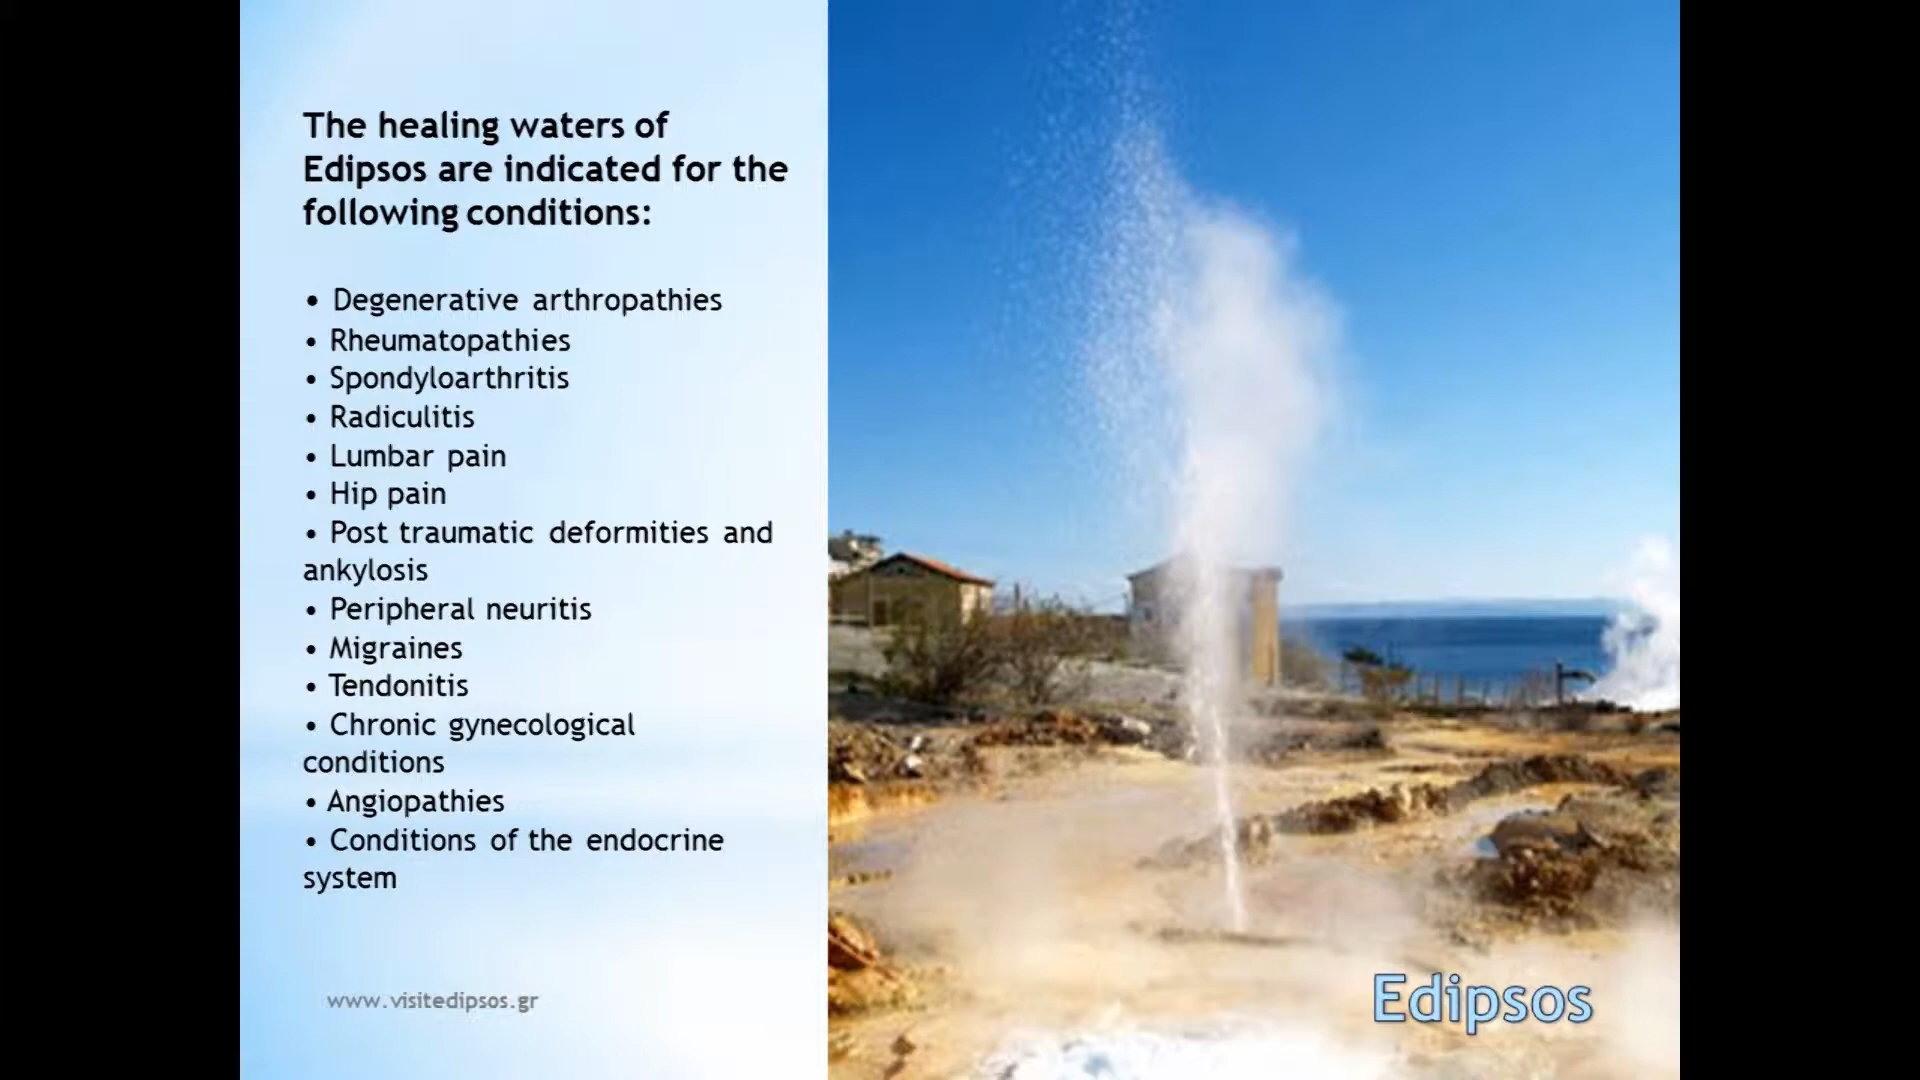 The healing waters of
Edipsos are indicated for the
following conditions:
• Degenerative arthropathies
• Rheumatopathies
• Spondyloarthritis
• Radiculitis
• Lumbar pain
• Hip pain
• Post traumatic deformities and
ankylosis
• Peripheral neuritis
• Migraines
• Tendonitis
• Chronic gynecological
conditions
• Angiopathies
• Conditions of the endocrine
system
www.visitedipsos.gr
Edipsos